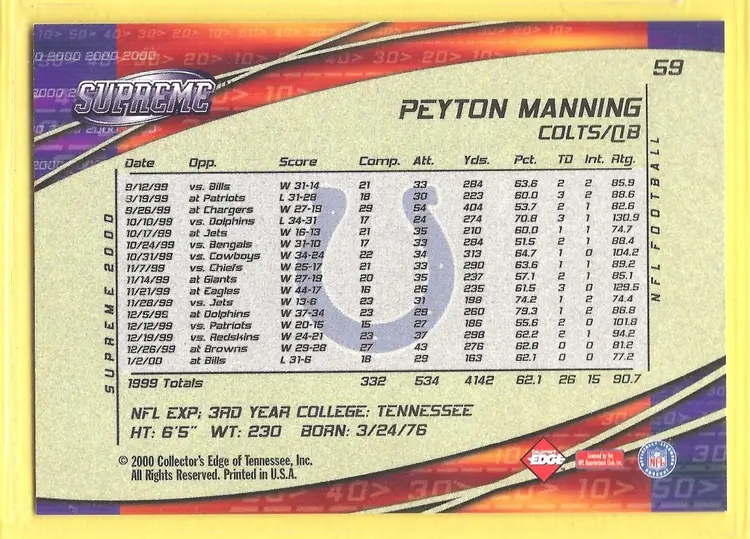 2000 2000 2000
59
SUPREME
PEYTON MANNING
COLTS/QB
Date Opp. Score Comp. Att. Yds. Pct. TD Int. Rtg.
9/12/99 vs. Bills W 31-14 21 33 284 63.6 2 2 85.9
9/19/99 at Patriots L 31-28 18 30 223 60.0 3 2 88.6
9/26/99 at Chargers W 27-19 29 54 404 53.7 2 1 82.6
10/10/99 vs. Dolphins L 34-31 17 24 274 70.8 3 1 130.9
10/17/99 at Jets W 16-13 21 35 210 60.0 1 1 74.7
10/24/99 vs. Bengals W 31-10 17 33 284 51.5 2 1 88.4
10/31/99 vs. Cowboys W 34-24 22 34 313 64.7 1 0 104.2
11/7/99 vs. Chiefs W 25-17 21 33 290 63.6 1 1 89.2
11/14/99 at Giants W 27-19 20 35 237 57.1 2 1 85.1
11/21/99 at Eagles W 44-17 16 26 235 61.5 3 0 129.5
11/28/99 vs. Jets W 13-6 23 31 198 74.2 1 2 74.4
12/5/99 at Dolphins W 37-34 23 29 260 79.3 1 2 86.8
12/12/99 vs. Patriots W 20-15 15 27 186 55.6 2 0 101.8
12/19/99 vs. Redskins W 24-21 23 37 298 62.2 2 1 94.2
12/26/99 at Browns W 29-28 27 43 276 62.8 0 0 81.2
1/2/00 at Bills L 31-6 18 29 163 62.1 0 0 77.2
1999 Totals 332 534 4142 62.1 26 15 90.7
SUPREME 2000
NFL FOOTBALL
NFL EXP: 3RD YEAR COLLEGE: TENNESSEE
HT: 6'5" WT: 230 BORN: 3/24/76
© 2000 Collector's Edge of Tennessee, Inc.
All Rights Reserved. Printed in U.S.A.
COLLECTOR'S
EDGE
Licensed by the
NFL Quarterback Club, Inc.
NFL